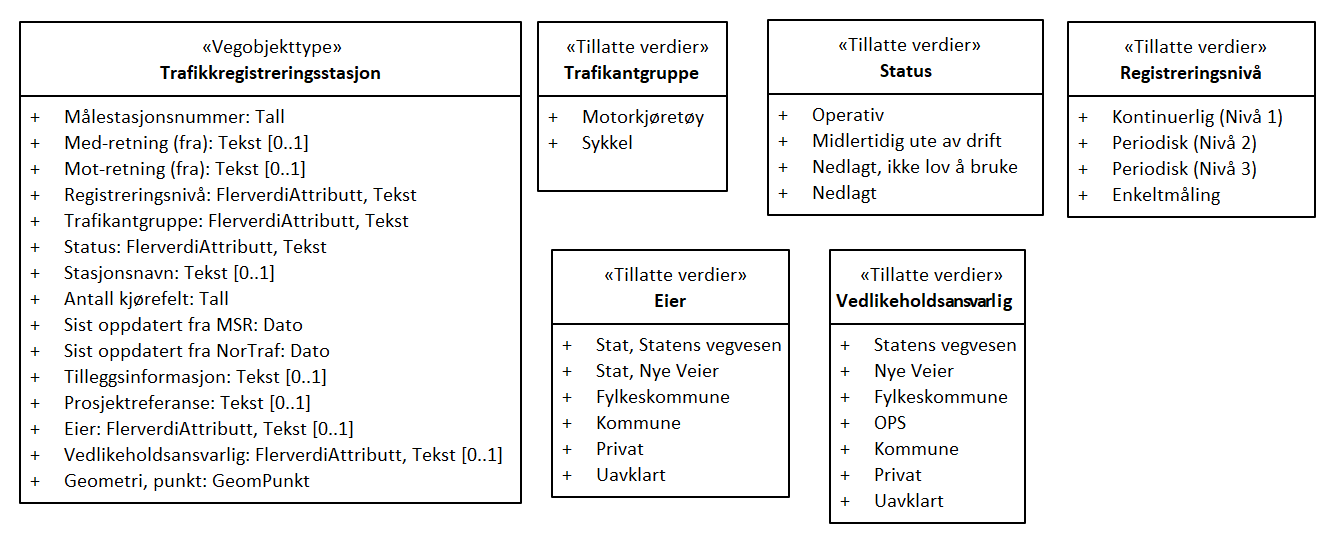 «Vegobjekttype»
Trafikkregistreringsstasjon
+ Målestasjonsnummer: Tall
+ Med-retning (fra): Tekst [0..1]
+ Mot-retning (fra): Tekst [0..1]
+ Registreringsnivå: FlerverdiAttributt, Tekst
+ Trafikantgruppe: FlerverdiAttributt, Tekst
+ Status: FlerverdiAttributt, Tekst
+ Stasjonsnavn: Tekst [0..1]
+ Antall kjørefelt: Tall
+ Sist oppdatert fra MSR: Dato
+ Sist oppdatert fra NorTraf: Dato
+ Tilleggsinformasjon: Tekst [0..1]
+ Prosjektreferanse: Tekst [0..1]
+ Eier: FlerverdiAttributt, Tekst [0..1]
+ Vedlikeholdsansvarlig: FlerverdiAttributt, Tekst [0..1]
+ Geometri, punkt: GeomPunkt
«Tillatte verdier»
Trafikantgruppe
+ Motorkjøretøy
+ Sykkel
«Tillatte verdier»
Status
+ Operativ
+ Midlertidig ute av drift
+ Nedlagt, ikke lov å bruke
+ Nedlagt
«Tillatte verdier»
Registreringsnivå
+ Kontinuerlig (Nivå 1)
+ Periodisk (Nivå 2)
+ Periodisk (Nivå 3)
+ Enkeltmåling
«Tillatte verdier»
Eier
+ Stat, Statens vegvesen
+ Stat, Nye Veier
+ Fylkeskommune
+ Kommune
+ Privat
+ Uavklart
«Tillatte verdier»
Vedlikeholdsansvarlig
+ Statens vegvesen
+ Nye Veier
+ Fylkeskommune
+ OPS
+ Kommune
+ Privat
+ Uavklart